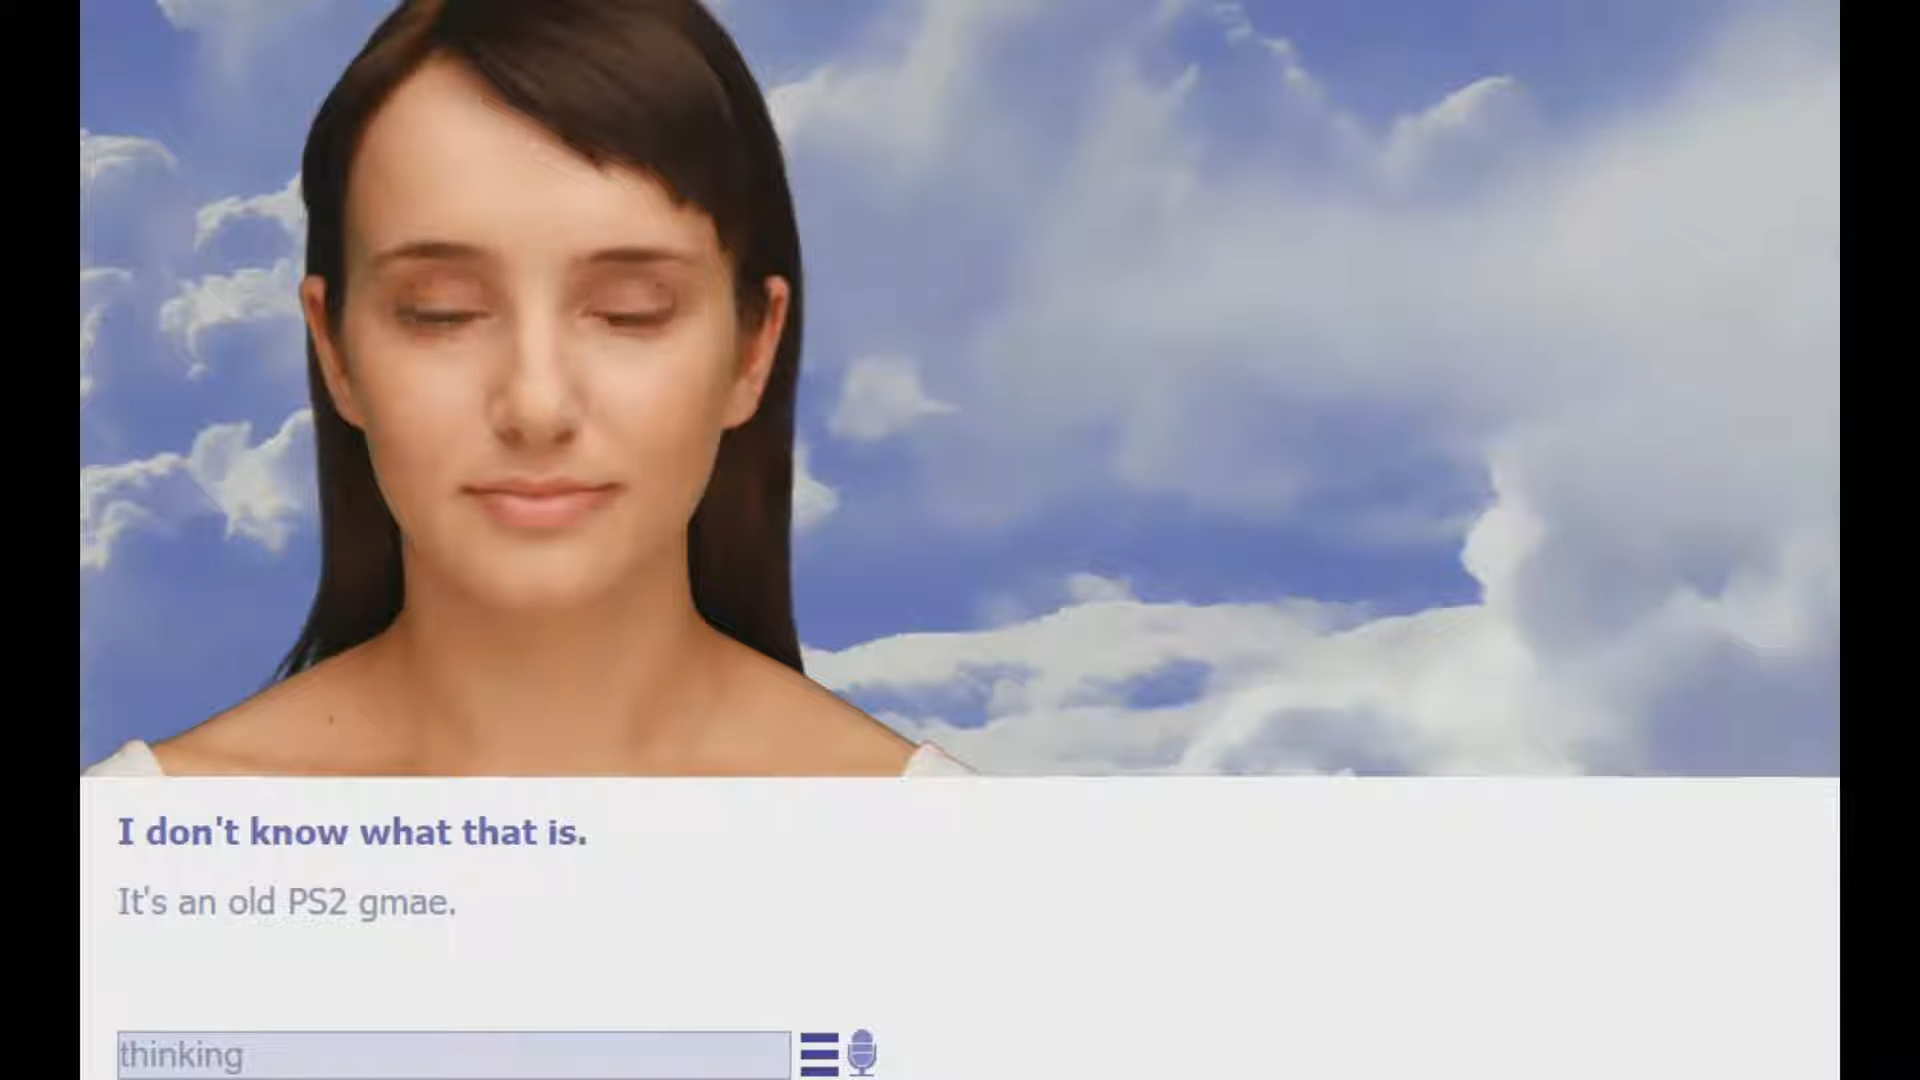 I don't know what that is.
It's an old PS2 gmae.
thinking